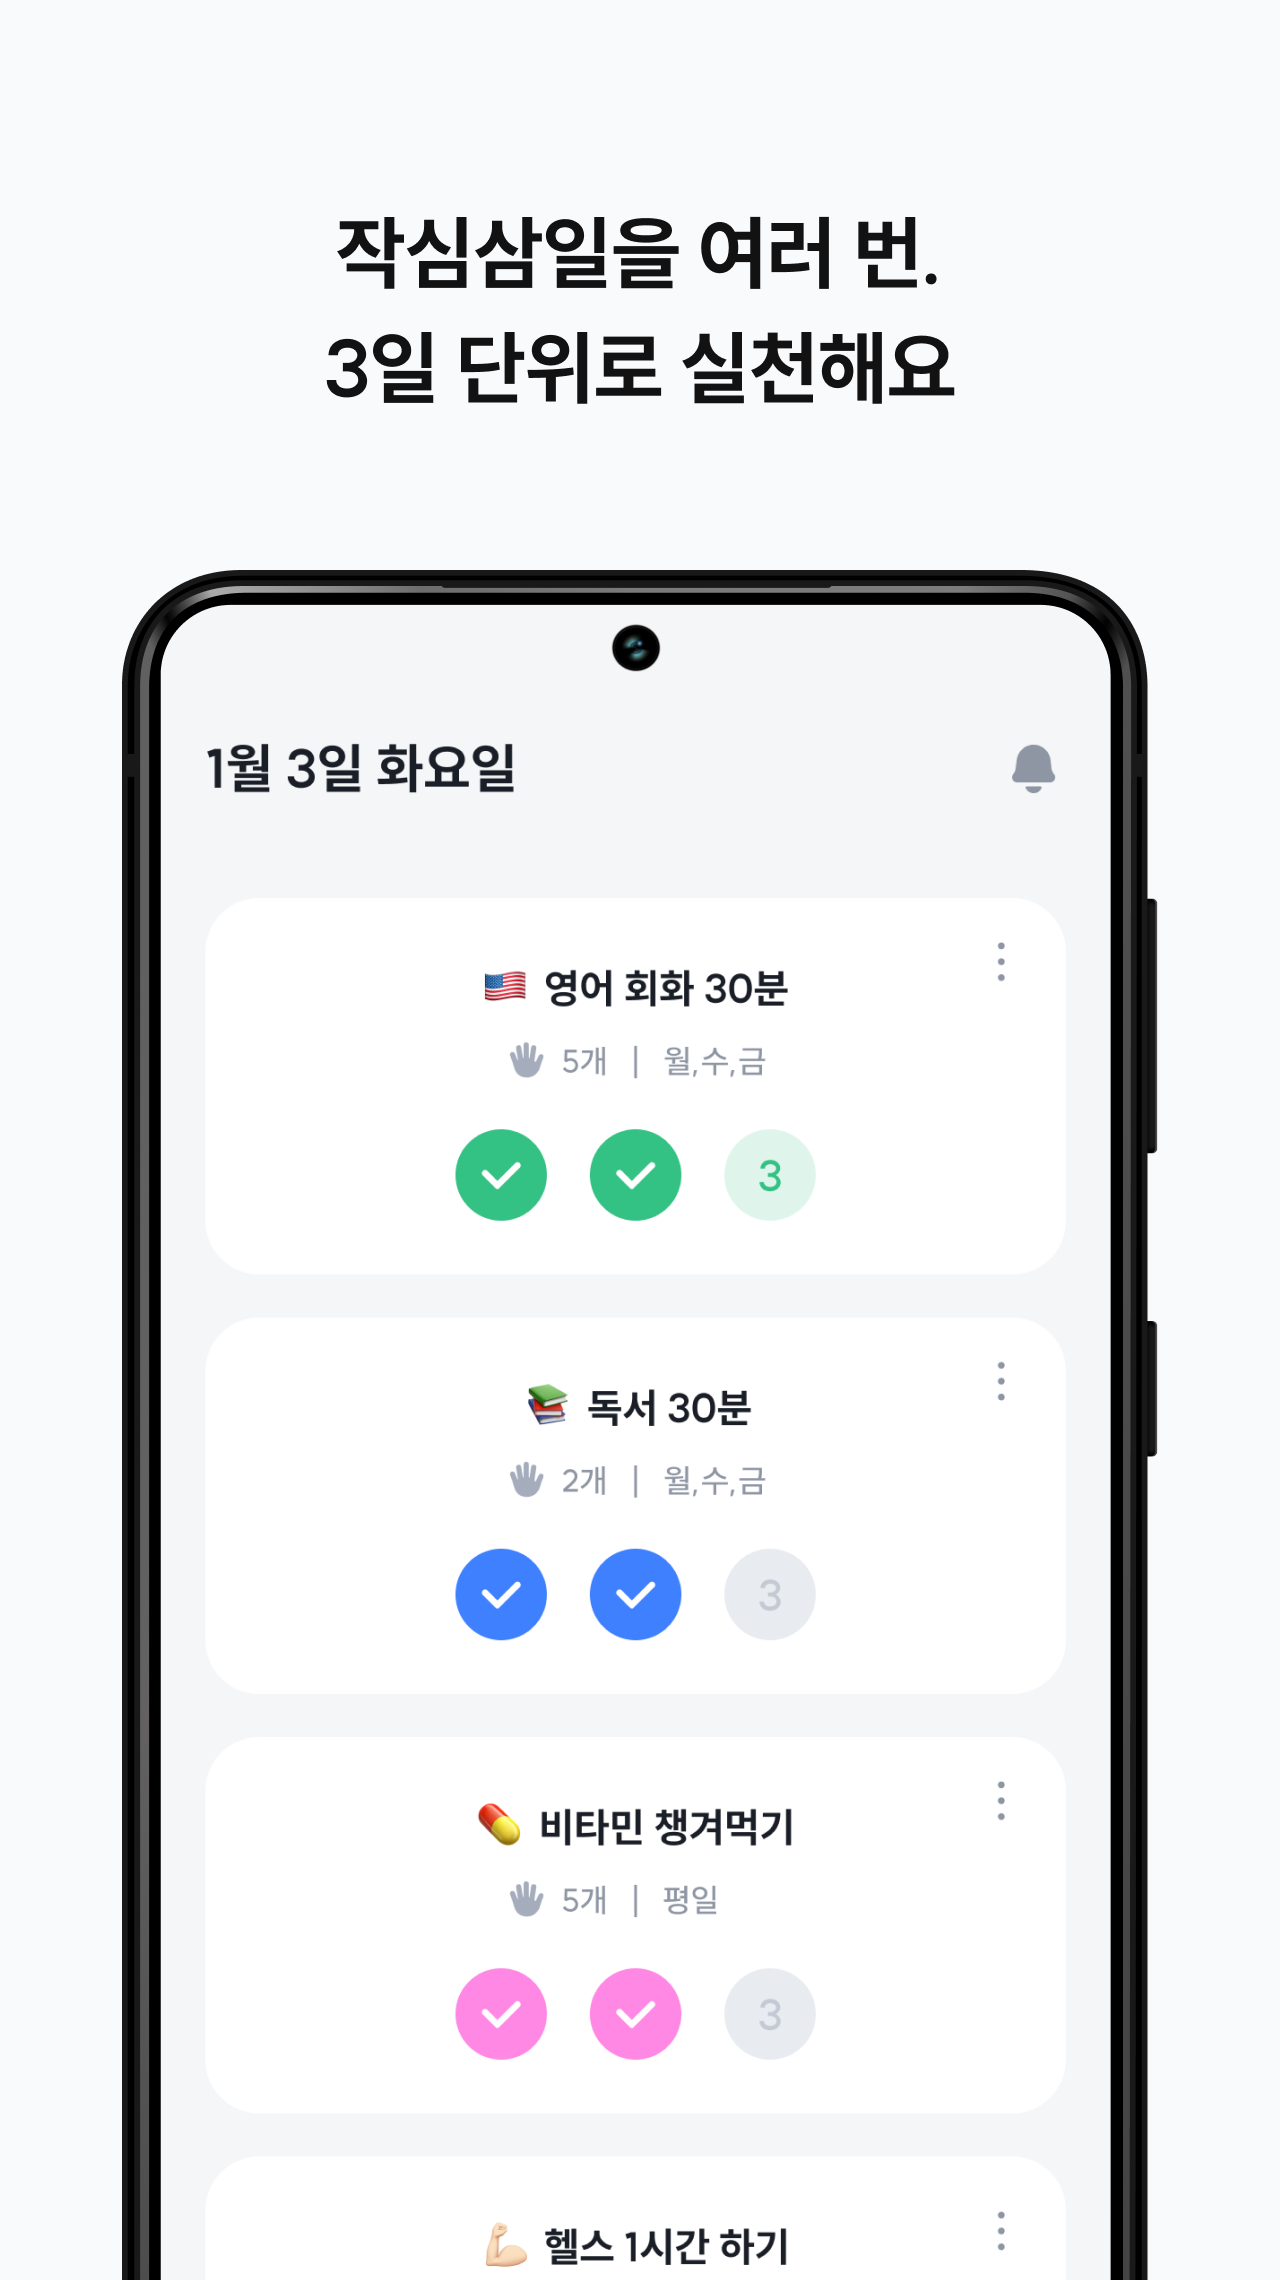 작심삼일을 여러 번.
3일 단위로 실천해요
1월 3일 화요일
영어 회화 30분
5개 | 월,수,금
3
독서 30분
2개 | 월,수,금
3
비타민 챙겨먹기
5개 | 평일
3
헬스 1시간 하기